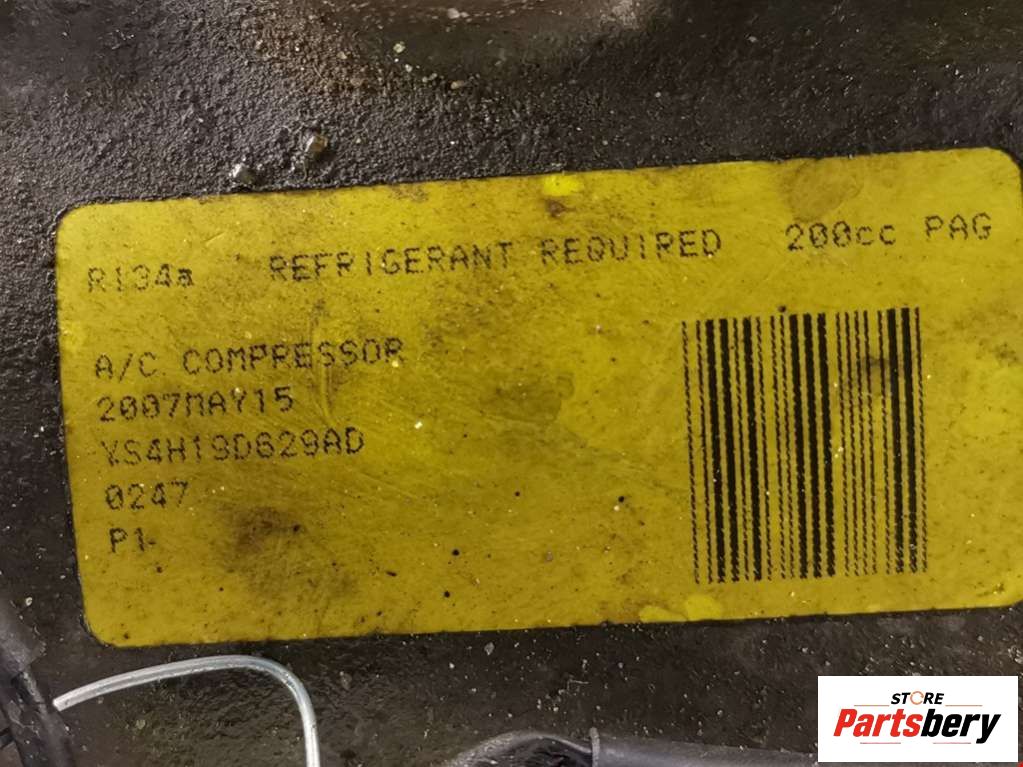 R134a REFRIGERANT REQUIRED 200cc PAG
A/C COMPRESSOR
2007MAY15
YS4H19D629AD
0247
P1
STORE
Partsbery